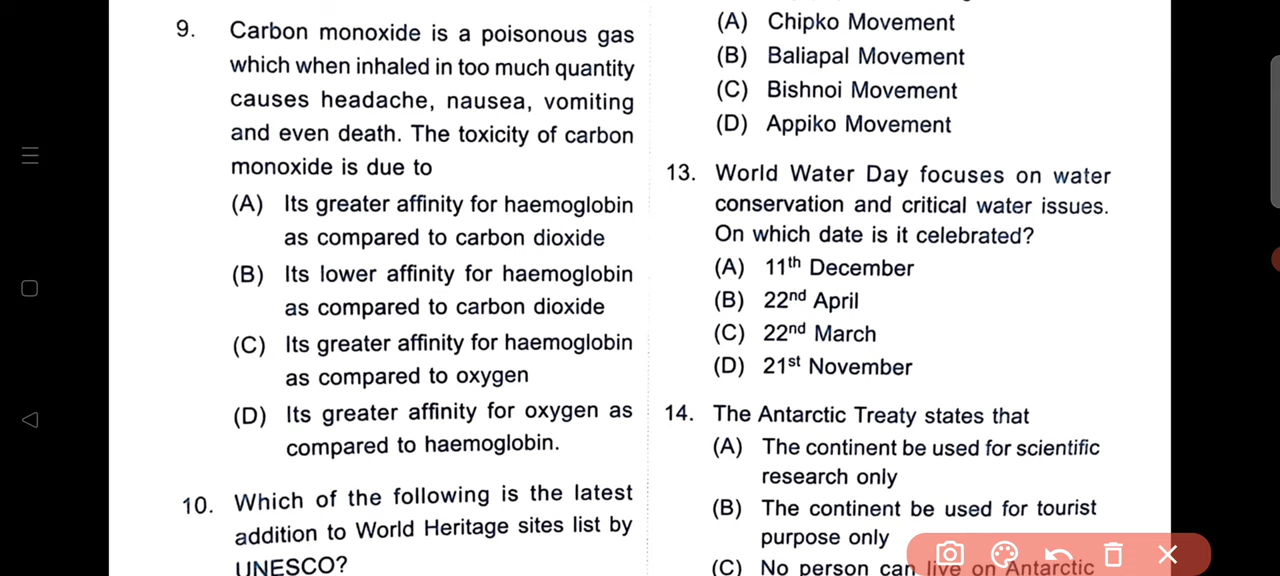 9. Carbon monoxide is a poisonous gas
which when inhaled in too much quantity
causes headache, nausea, vomiting
and even death. The toxicity of carbon
monoxide is due to
(A) Its greater affinity for haemoglobin
as compared to carbon dioxide
(B) Its lower affinity for haemoglobin
as compared to carbon dioxide
(C) Its greater affinity for haemoglobin
as compared to oxygen
(D) Its greater affinity for oxygen as
compared to haemoglobin.
10. Which of the following is the latest
addition to World Heritage sites list by
UNESCO?
(A) Chipko Movement
(B) Baliapal Movement
(C) Bishnoi Movement
(D) Appiko Movement
13. World Water Day focuses on water
conservation and critical water issues.
On which date is it celebrated?
(A) 11th December
(B) 22nd April
(C) 22nd March
(D) 21st November
14. The Antarctic Treaty states that
(A) The continent be used for scientific
research only
(B) The continent be used for tourist
purpose only
(C) No person can live on Antarctic